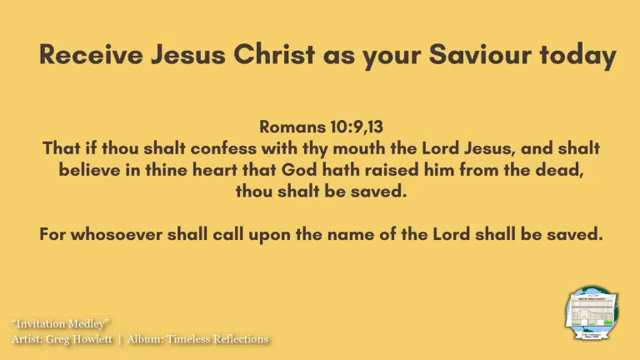 Receive Jesus Christ as your Saviour today
Romans 10:9,13
That if thou shalt confess with thy mouth the Lord Jesus, and shalt
believe in thine heart that God hath raised him from the dead,
thou shalt be saved.
For whosoever shall call upon the name of the Lord shall be saved.
“Invitation Medley”
Artist: Greg Howlett | Album: Timeless Reflections